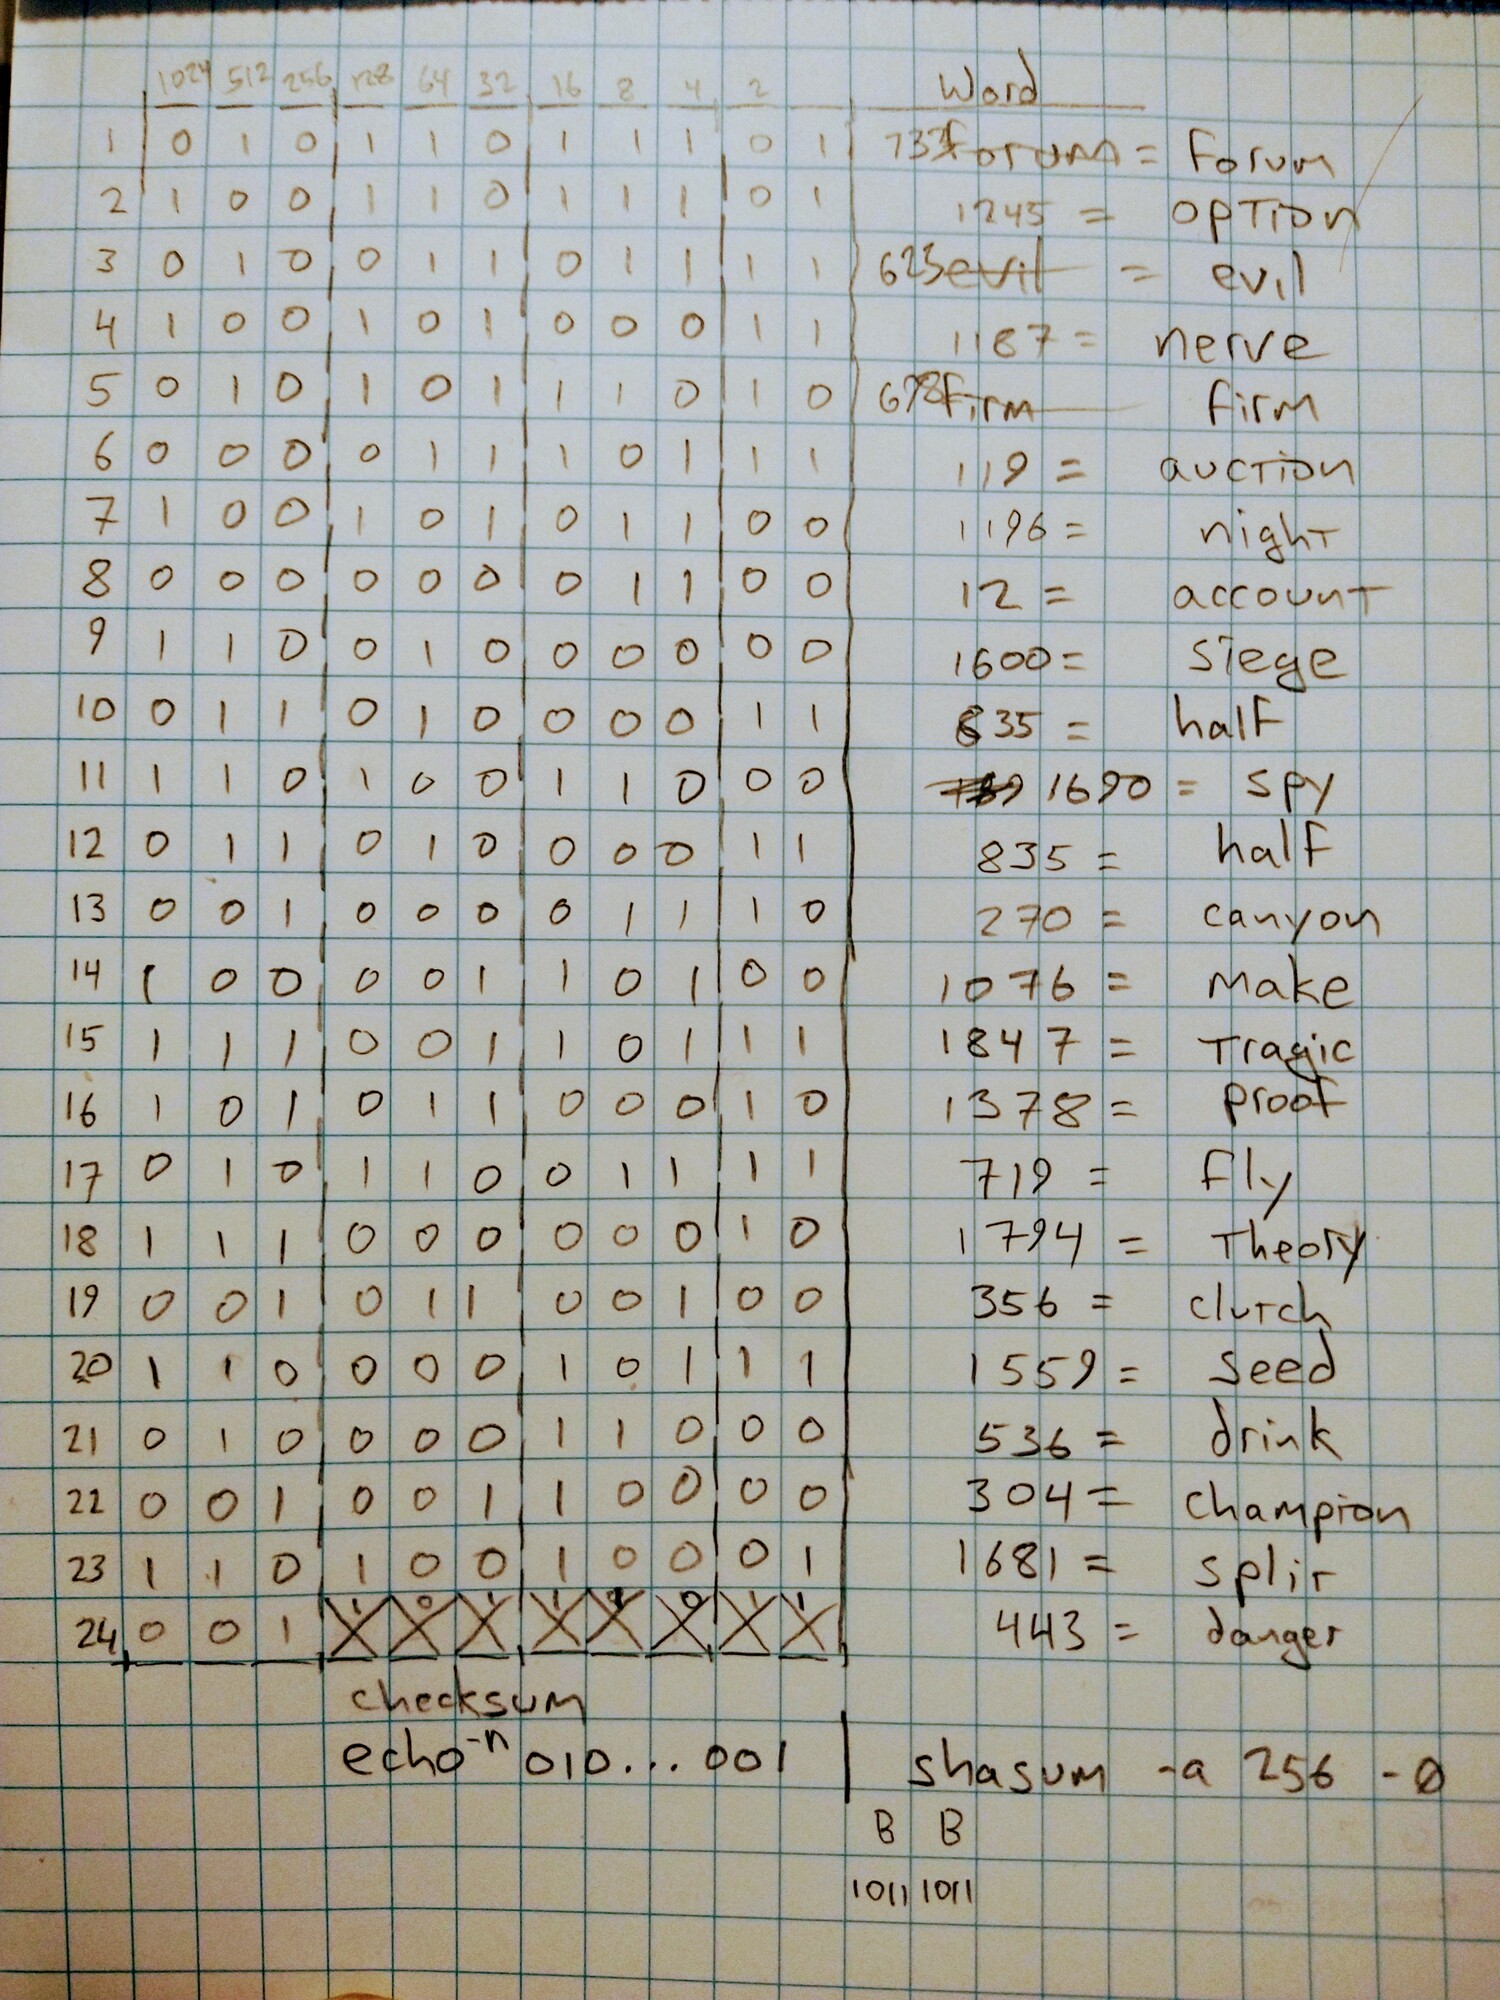 1024 512 256 128 64 32 16 8 4 2 Word
1 0 1 0 1 1 0 1 1 1 0 1 733 forum = forum
2 1 0 0 1 1 0 1 1 1 0 1 1245 = option
3 0 1 0 0 1 1 0 1 1 1 1 623 evil = evil
4 1 0 0 1 0 1 0 0 0 1 1 1187 = nerve
5 0 1 0 1 0 1 1 1 0 1 0 firm firm
6 0 0 0 0 1 1 1 0 1 1 1 119 = auction
7 1 0 0 1 0 1 0 1 1 0 0 1196 = night
8 0 0 0 0 0 0 0 1 1 0 0 12 = account
9 1 1 0 0 1 0 0 0 0 0 0 1600 = siege
10 0 1 1 0 1 0 0 0 0 1 1 835 = half
11 1 1 0 1 0 0 1 1 0 0 0 1690 = spy
12 0 1 1 0 1 0 0 0 0 1 1 835 = half
13 0 0 1 0 0 0 0 1 1 1 0 270 = canyon
14 1 0 0 0 0 1 1 0 1 0 0 1076 = make
15 1 1 1 0 0 1 1 0 1 1 1 1847 = tragic
16 1 0 1 0 1 1 0 0 0 1 0 1378 = proof
17 0 1 0 1 1 0 0 1 1 1 1 719 = fly
18 1 1 1 0 0 0 0 0 0 1 0 1794 = theory
19 0 0 1 0 1 1 0 0 1 0 0 356 = clutch
20 1 1 0 0 0 0 1 0 1 1 1 1559 = seed
21 0 1 0 0 0 0 1 1 0 0 0 536 = drink
22 0 0 1 0 0 1 1 0 0 0 0 304 = champion
23 1 1 0 1 0 0 1 0 0 0 1 1681 = split
24 0 0 1 1 0 1 1 1 0 1 1 443 = danger
checksum
echo -n 010...001 | shasum -a 256 -0
B B
1011 1011